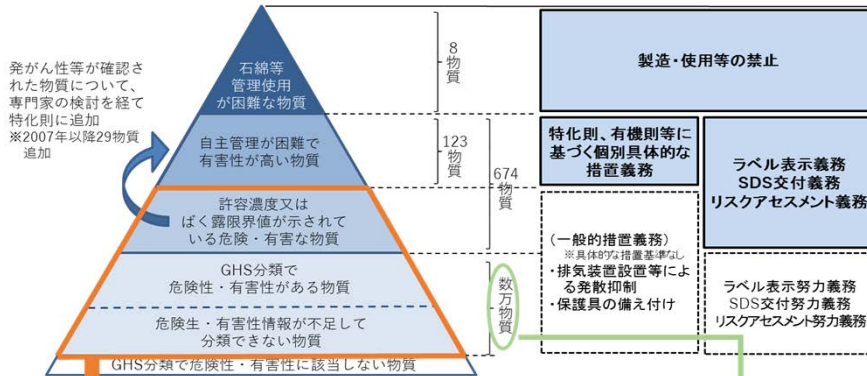 発がん性等が確認され
た物質について、
専門家の検討を経て
特化則に追加
※2007年以降29物質
追加
石綿等
管理使用
が困難な物質
自主管理が困難で
有害性が高い物質
許容濃度又は
ばく露限界値が示されて
いる危険・有害な物質
GHS分類で
危険性・有害性がある物質
危険生・有害性情報が不足して
分類できない物質
GHS分類で危険性・有害性に該当しない物質
8
物質
123
物質
674
物質
数万物質
製造・使用等の禁止
特化則、有機則等に
基づく個別具体的な
措置義務
(一般的措置義務)
※具体的な措置基準なし
・排気装置設置等によ
る発散抑制
・保護具の備え付け
ラベル表示義務
SDS交付義務
リスクアセスメント義務
ラベル表示努力義務
SDS交付努力義務
リスクアセスメント努力義務